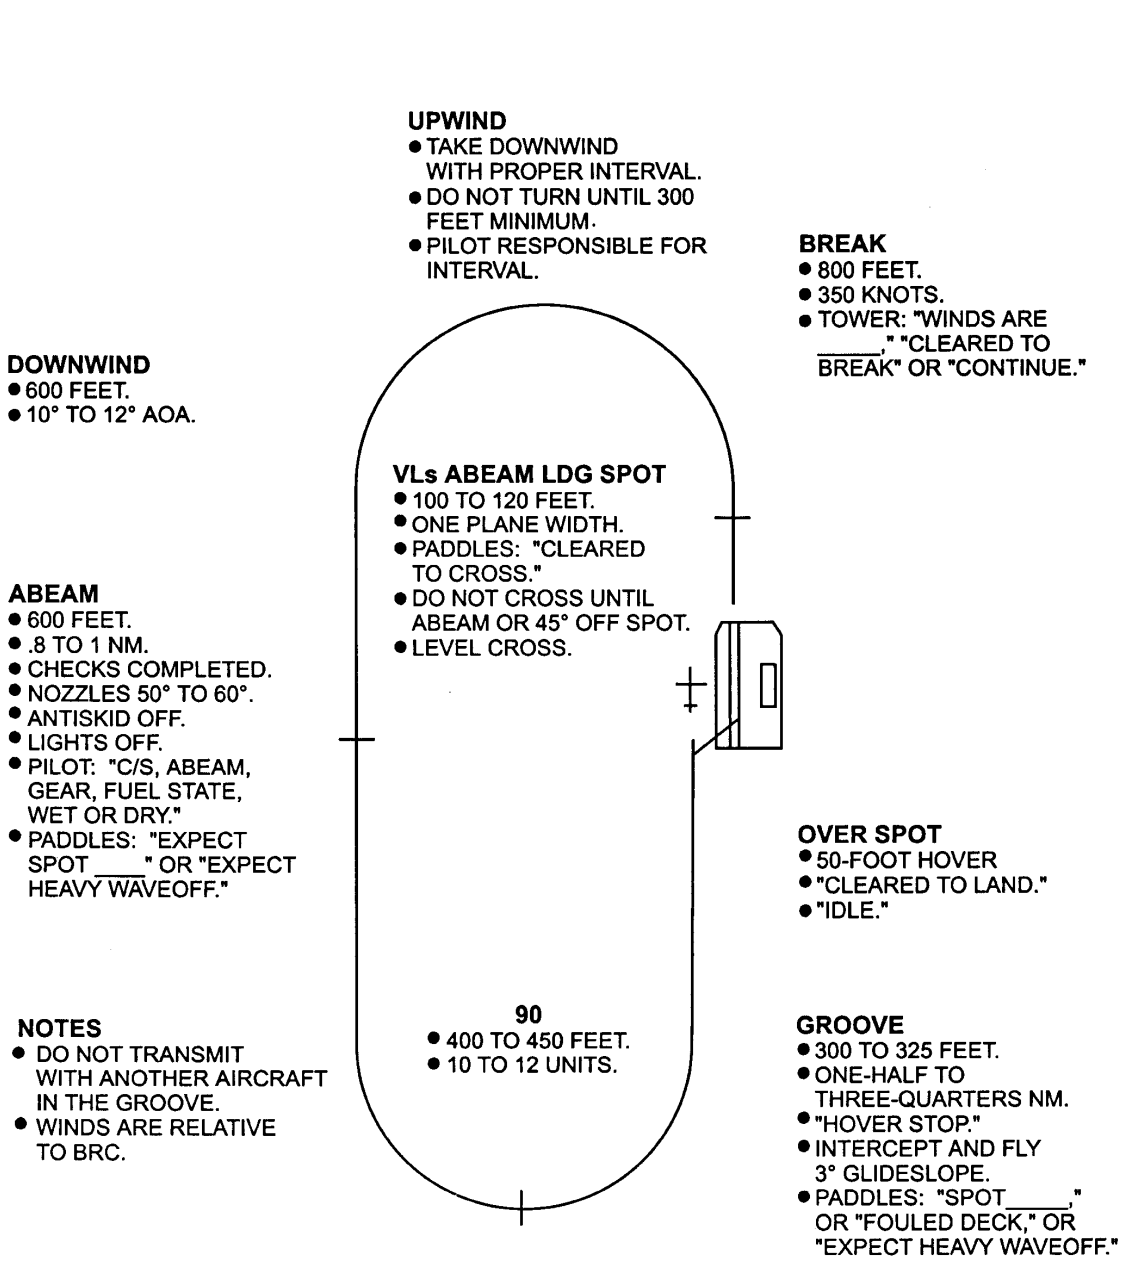 UPWIND
● TAKE DOWNWIND
WITH PROPER INTERVAL.
● DO NOT TURN UNTIL 300
FEET MINIMUM.
● PILOT RESPONSIBLE FOR
INTERVAL.
BREAK
● 800 FEET.
● 350 KNOTS.
● TOWER: "WINDS ARE
_____," "CLEARED TO
BREAK" OR "CONTINUE."
DOWNWIND
● 600 FEET.
● 10° TO 12° AOA.
VLs ABEAM LDG SPOT
● 100 TO 120 FEET.
● ONE PLANE WIDTH.
● PADDLES: "CLEARED
TO CROSS."
● DO NOT CROSS UNTIL
ABEAM OR 45° OFF SPOT.
● LEVEL CROSS.
ABEAM
● 600 FEET.
● .8 TO 1 NM.
● CHECKS COMPLETED.
● NOZZLES 50° TO 60°.
● ANTISKID OFF.
● LIGHTS OFF.
● PILOT: "C/S, ABEAM,
GEAR, FUEL STATE,
WET OR DRY."
● PADDLES: "EXPECT
SPOT ____" OR "EXPECT
HEAVY WAVEOFF."
OVER SPOT
● 50-FOOT HOVER
● "CLEARED TO LAND."
● "IDLE."
90
● 400 TO 450 FEET.
● 10 TO 12 UNITS.
NOTES
● DO NOT TRANSMIT
WITH ANOTHER AIRCRAFT
IN THE GROOVE.
● WINDS ARE RELATIVE
TO BRC.
GROOVE
● 300 TO 325 FEET.
● ONE-HALF TO
THREE-QUARTERS NM.
● "HOVER STOP."
● INTERCEPT AND FLY
3° GLIDESLOPE.
● PADDLES: "SPOT_____,"
OR "FOULED DECK," OR
"EXPECT HEAVY WAVEOFF."